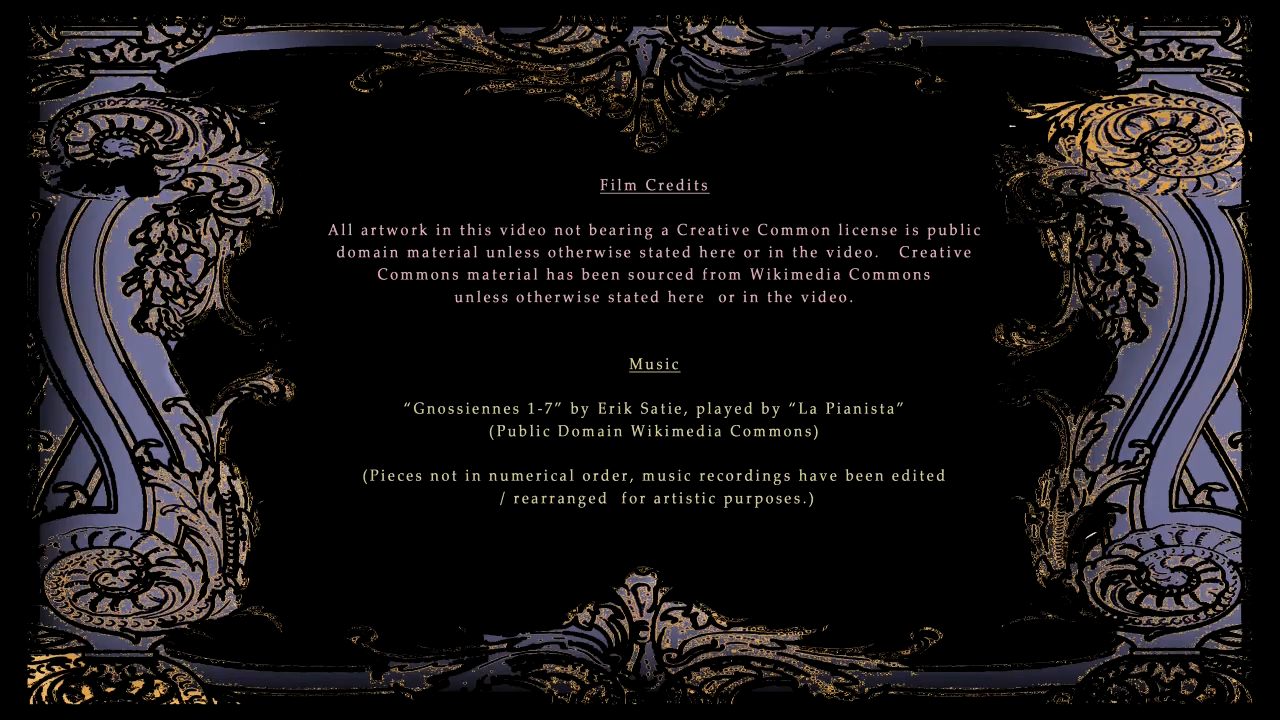 Film Credits
All artwork in this video not bearing a Creative Common license is public
domain material unless otherwise stated here or in the video.   Creative
Commons material has been sourced from Wikimedia Commons
unless otherwise stated here  or in the video.
Music
“Gnossiennes 1-7” by Erik Satie, played by “La Pianista”
(Public Domain Wikimedia Commons)
(Pieces not in numerical order, music recordings have been edited
/ rearranged  for artistic purposes.)